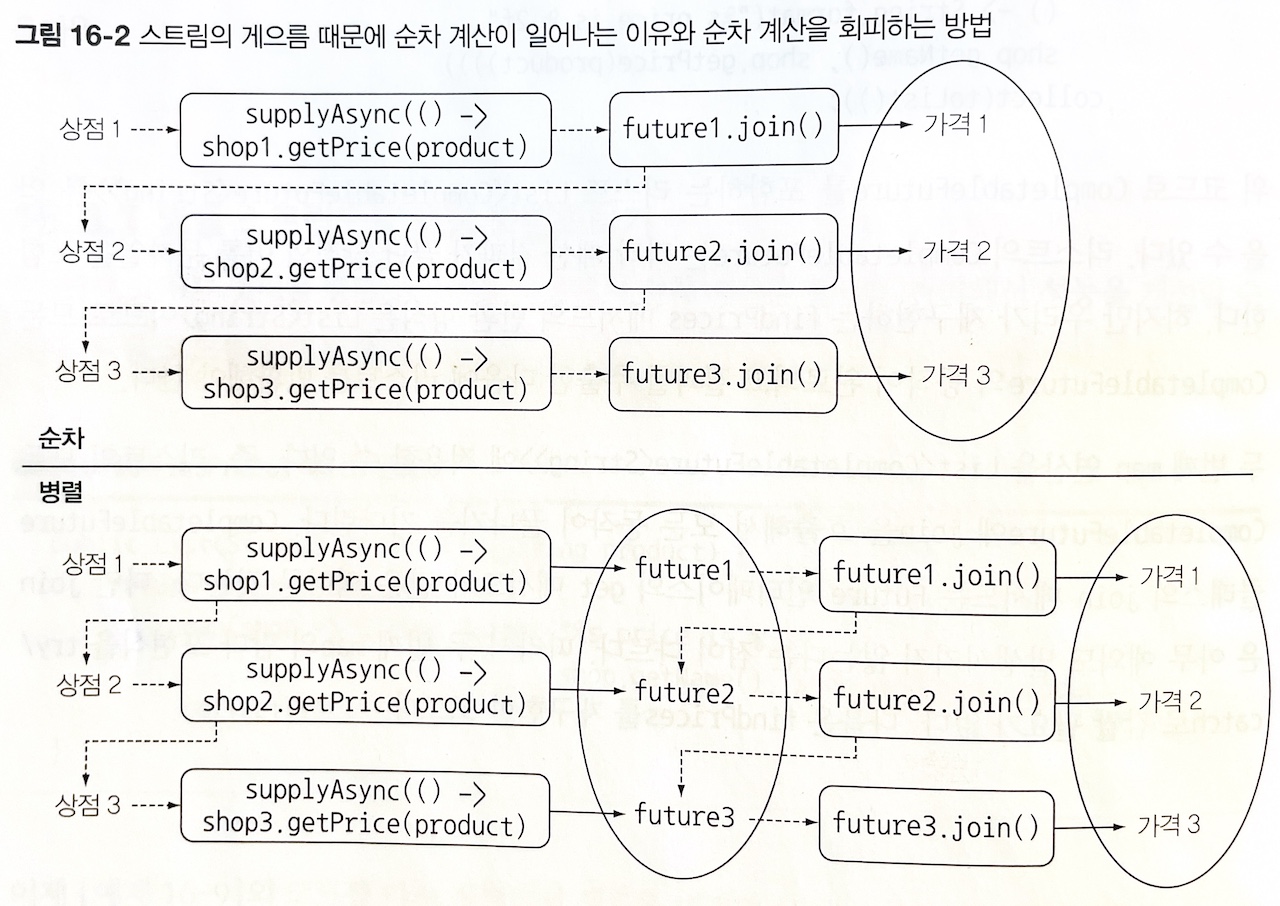 그림 16-2 스트림의 게으름 때문에 순차 계산이 일어나는 이유와 순차 계산을 회피하는 방법
상점 1
supplyAsync(() ->
shop1.getPrice(product)
future1.join()
가격 1
상점 2
supplyAsync(() ->
shop2.getPrice(product)
future2.join()
가격 2
상점 3
supplyAsync(() ->
shop3.getPrice(product)
future3.join()
가격 3
순차
병렬
상점 1
supplyAsync(() ->
shop1.getPrice(product)
future1
future1.join()
가격 1
상점 2
supplyAsync(() ->
shop2.getPrice(product)
future2
future2.join()
가격 2
상점 3
supplyAsync(() ->
shop3.getPrice(product)
future3
future3.join()
가격 3